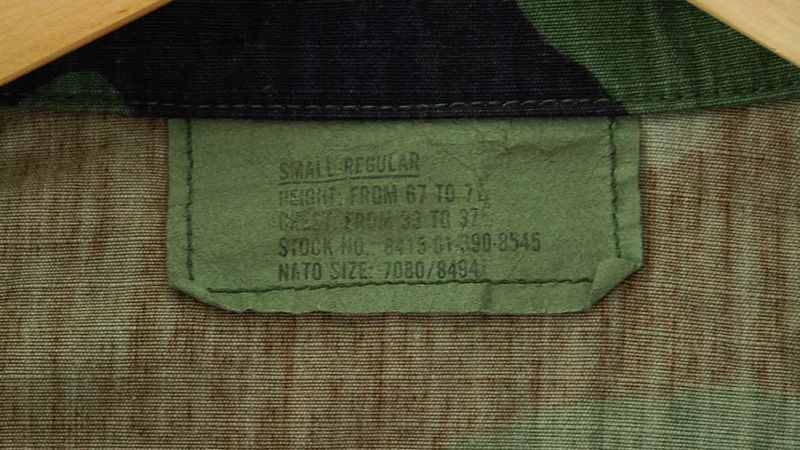 SMALL REGULAR
HEIGHT: FROM 67 TO 71
CHEST: FROM 33 TO 37
STOCK NO. 8415-01-390-8545
NATO SIZE: 7080/8494